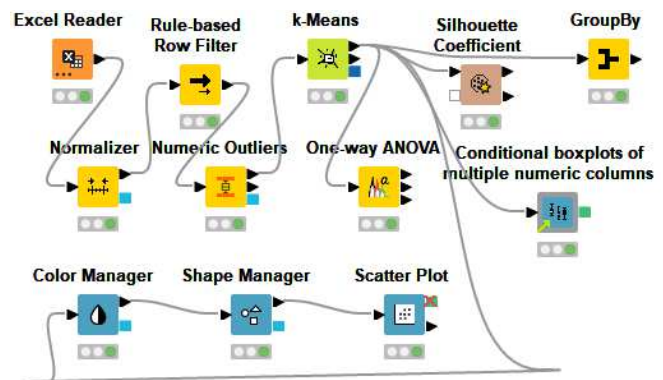 Excel Reader
Rule-based
Row Filter
k-Means
Silhouette
Coefficient
GroupBy
Normalizer
Numeric Outliers
One-way ANOVA
Conditional boxplots of
multiple numeric columns
Color Manager
Shape Manager
Scatter Plot